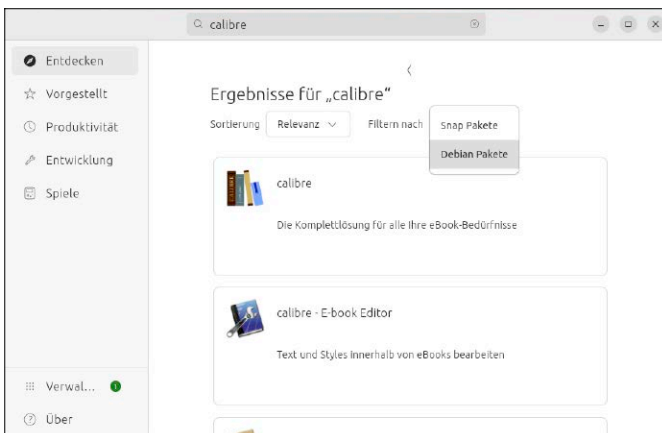 calibre
Entdecken
Vorgestellt
Produktivität
Entwicklung
Spiele
Verwal...
Über
Ergebnisse für „calibre“
Sortierung Relevanz Filtern nach Snap Pakete
Debian Pakete
calibre
Die Komplettlösung für alle Ihre eBook-Bedürfnisse
calibre - E-book Editor
Text und Styles innerhalb von eBooks bearbeiten